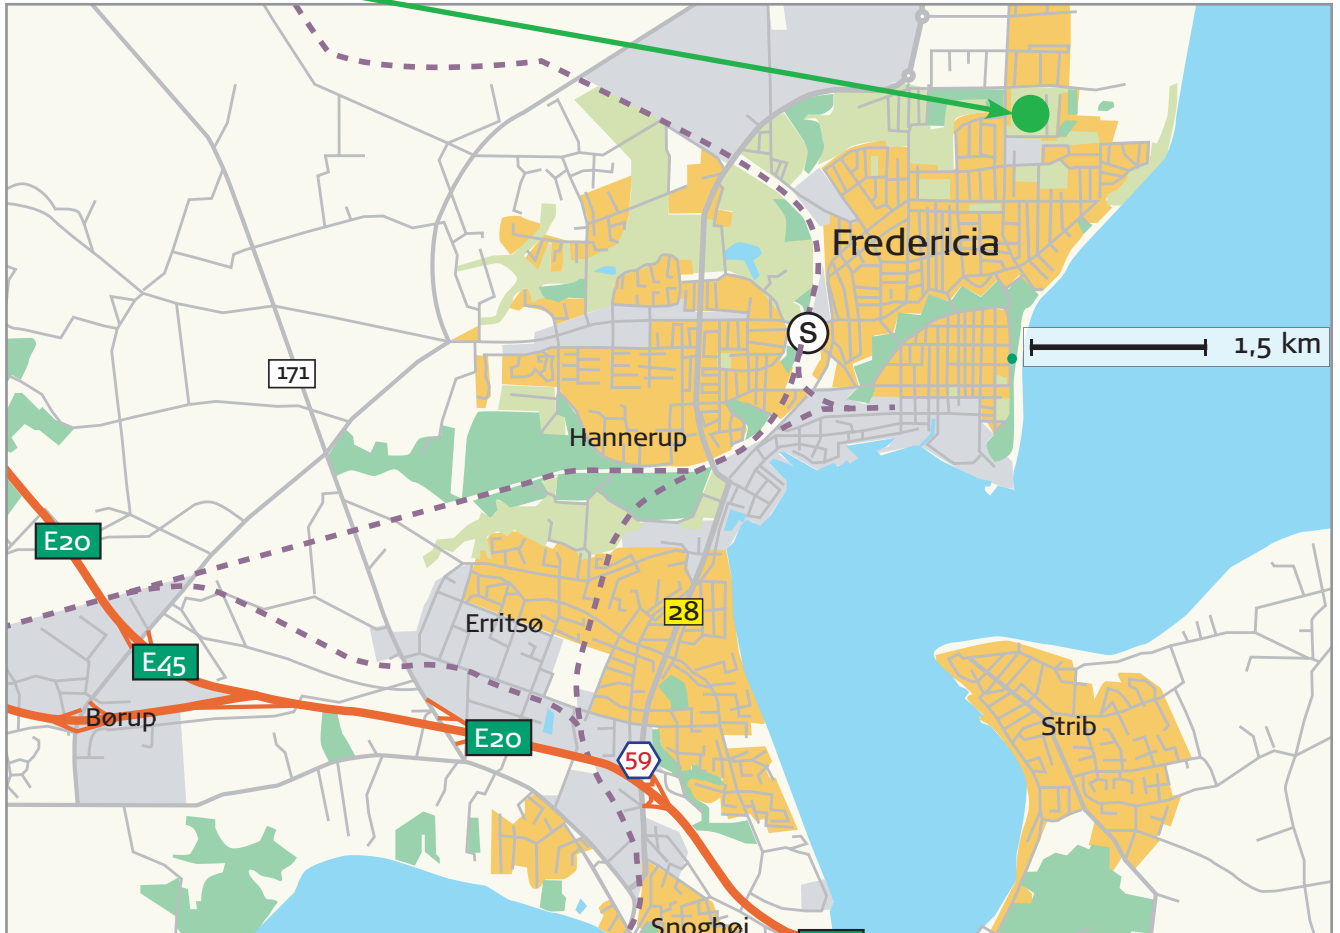 Fredericia
S
1,5 km
171
Hannerup
E20
28
Erritsø
E45
Børup
E20
Strib
59
Snoghøj